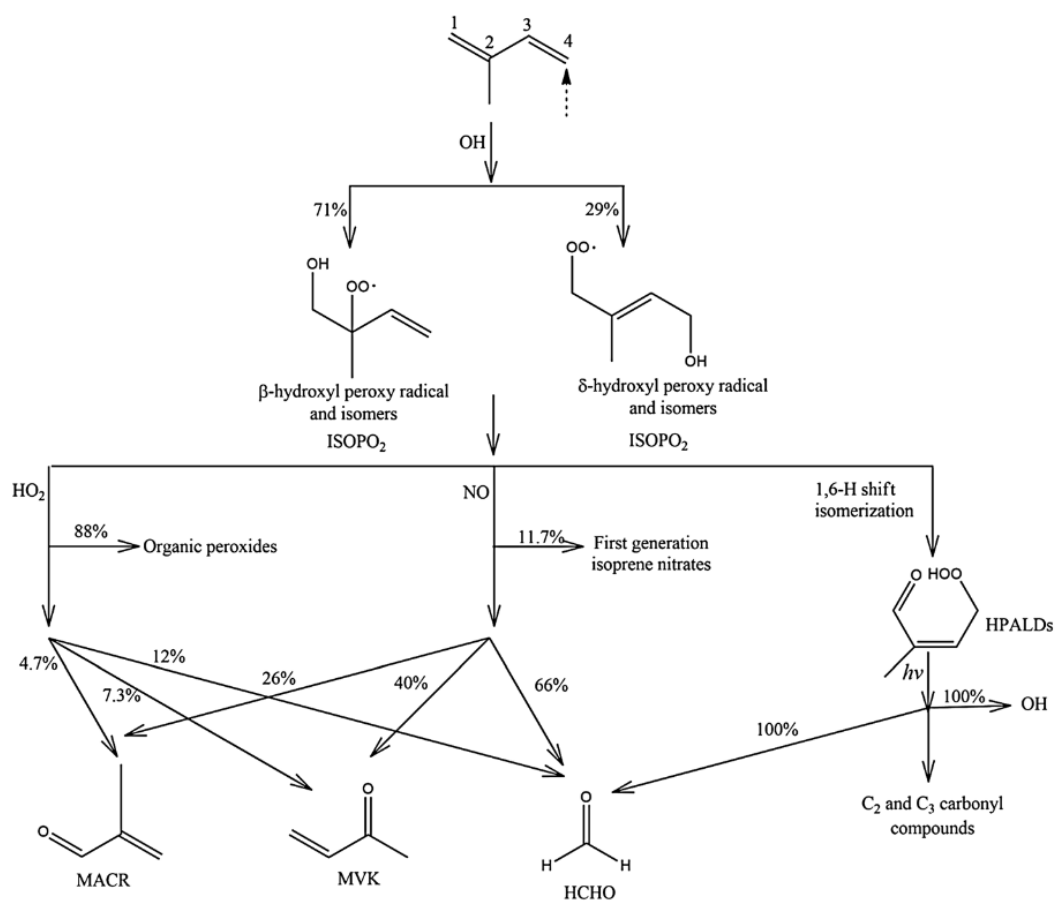 1
2
3
4
OH
71%
29%
OH
OO·
OO·
OH
β-hydroxyl peroxy radical
and isomers
ISOPO₂
δ-hydroxyl peroxy radical
and isomers
ISOPO₂
HO₂
NO
1,6-H shift
isomerization
88%
Organic peroxides
11.7%
First generation
isoprene nitrates
O
HOO
HPALDs
hν
100%
OH
4.7%
7.3%
12%
26%
40%
66%
100%
C₂ and C₃ carbonyl
compounds
O
MACR
O
MVK
O
H
H
HCHO